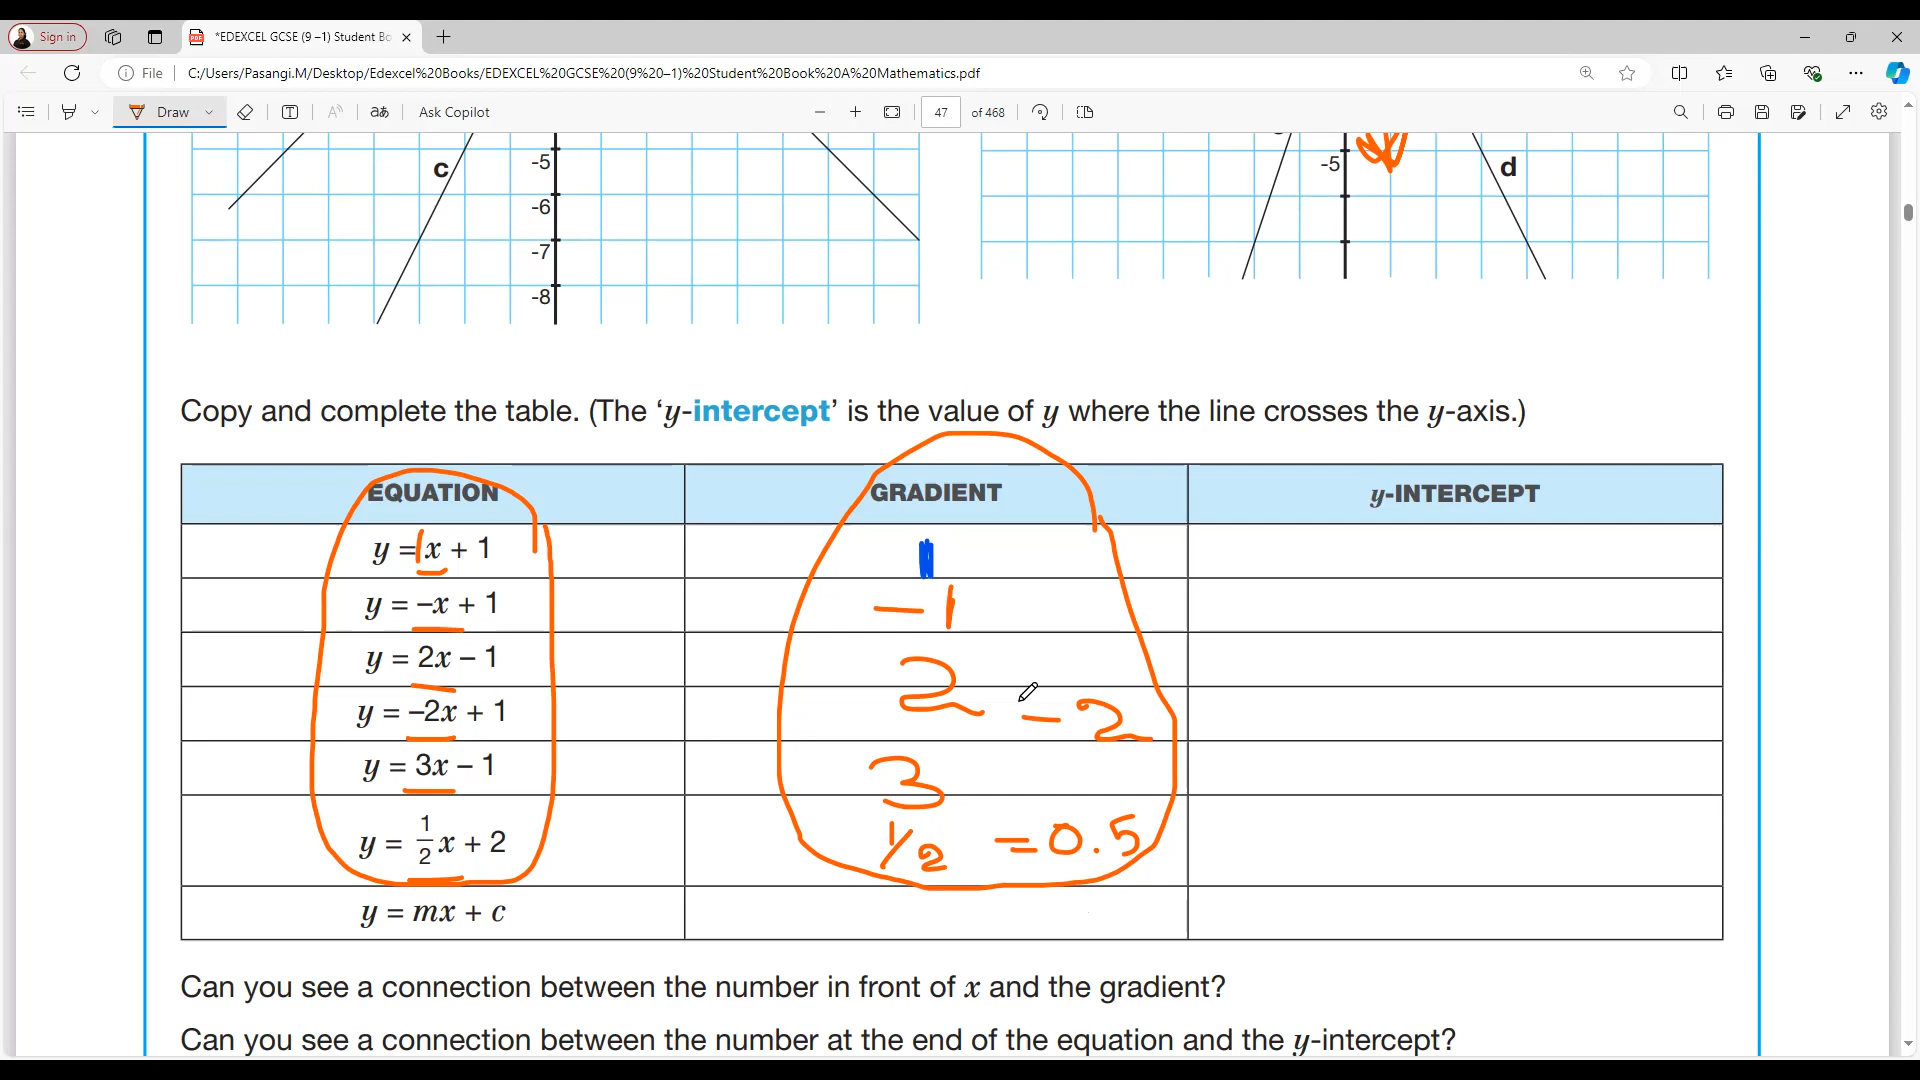 Sign in
*EDEXCEL GCSE (9 –1) Student Bo
File
C:/Users/Pasangi.M/Desktop/Edexcel%20Books/EDEXCEL%20GCSE%20(9%20–1)%20Student%20Book%20A%20Mathematics.pdf
Draw
aあ
Ask Copilot
47
of 468
c
-5
-6
-7
-8
-5
d
Copy and complete the table. (The ‘y-intercept’ is the value of y where the line crosses the y-axis.)
EQUATION GRADIENT y-INTERCEPT
y = 1x + 1 1
y = –x + 1 – 1
y = 2x – 1 2
y = –2x + 1 – 2
y = 3x – 1 3
y = 1/2 x + 2 1/2 = 0.5
y = mx + c
Can you see a connection between the number in front of x and the gradient?
Can you see a connection between the number at the end of the equation and the y-intercept?